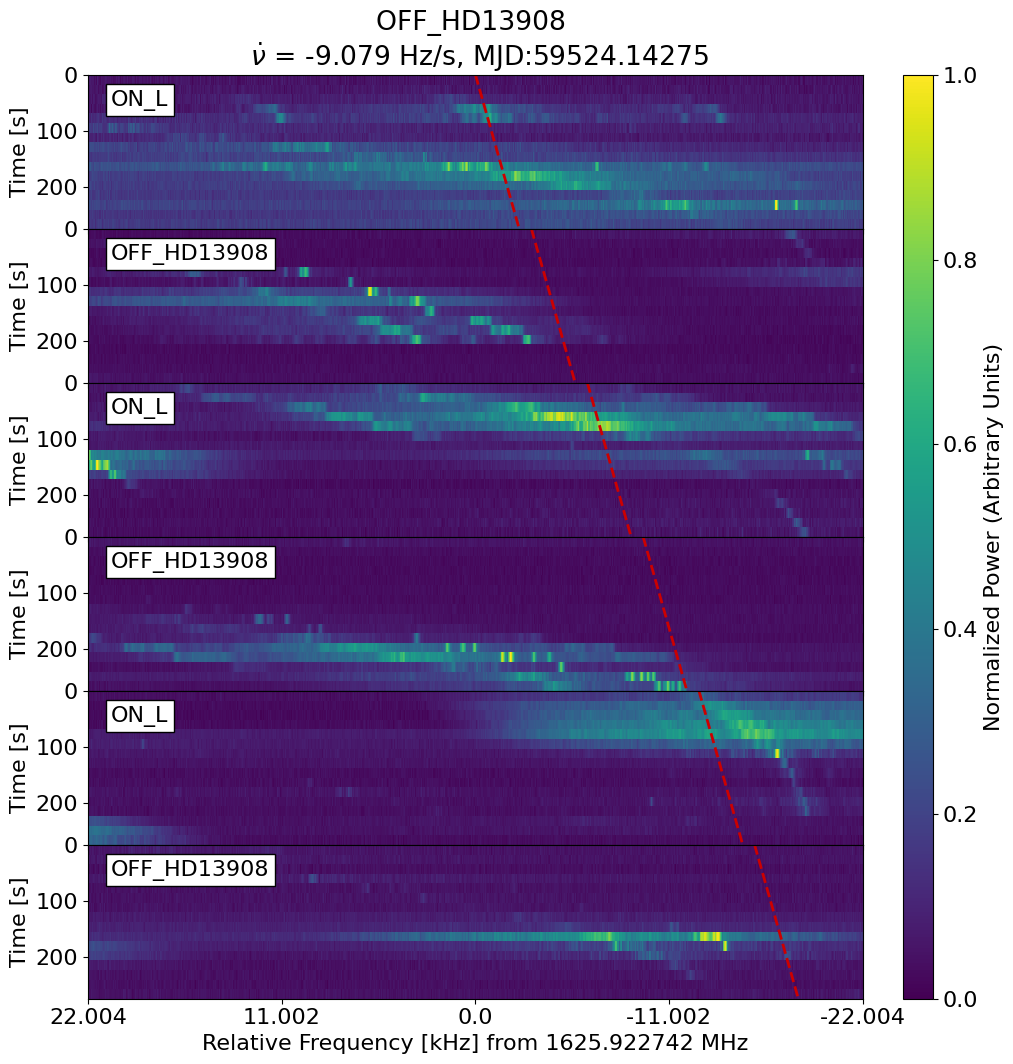 OFF_HD13908
ν̇ = -9.079 Hz/s, MJD:59524.14275
0
ON_L
100
Time [s]
200
0
OFF_HD13908
100
Time [s]
200
0
ON_L
100
Time [s]
200
0
OFF_HD13908
100
Time [s]
200
0
ON_L
100
Time [s]
200
0
OFF_HD13908
100
Time [s]
200
22.004 11.002 0.0 -11.002 -22.004
Relative Frequency [kHz] from 1625.922742 MHz
1.0
0.8
0.6
0.4
0.2
0.0
Normalized Power (Arbitrary Units)